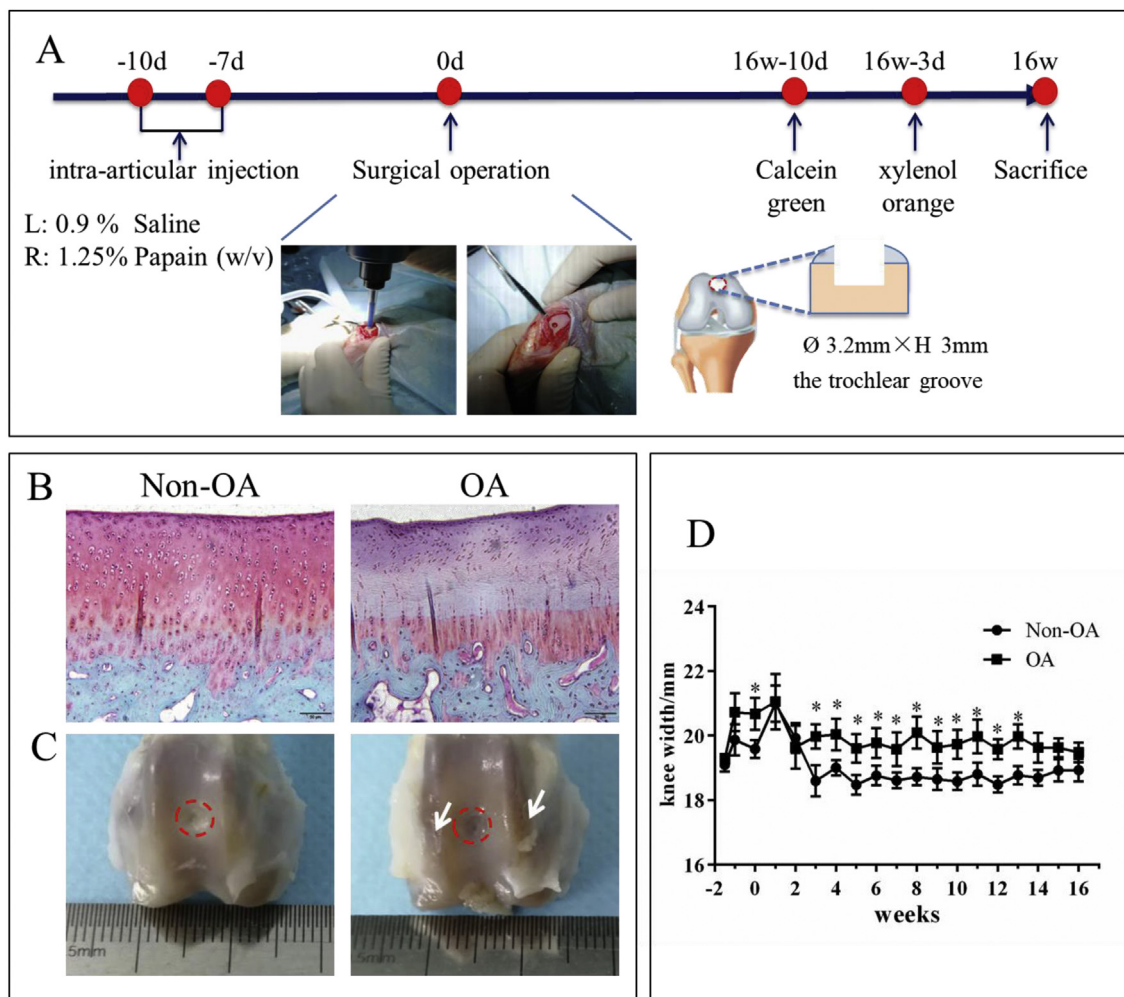 A
-10d -7d 0d 16w-10d 16w-3d 16w
intra-articular injection Surgical operation Calcein green xylenol orange Sacrifice
L: 0.9 % Saline
R: 1.25% Papain (w/v)
Ø 3.2mm×H 3mm
the trochlear groove
B
Non-OA OA
C
5mm 5mm
D
knee width/mm
24
22
20
18
16
Non-OA
OA
* * * * * * * * * * * *
-2 0 2 4 6 8 10 12 14 16
weeks